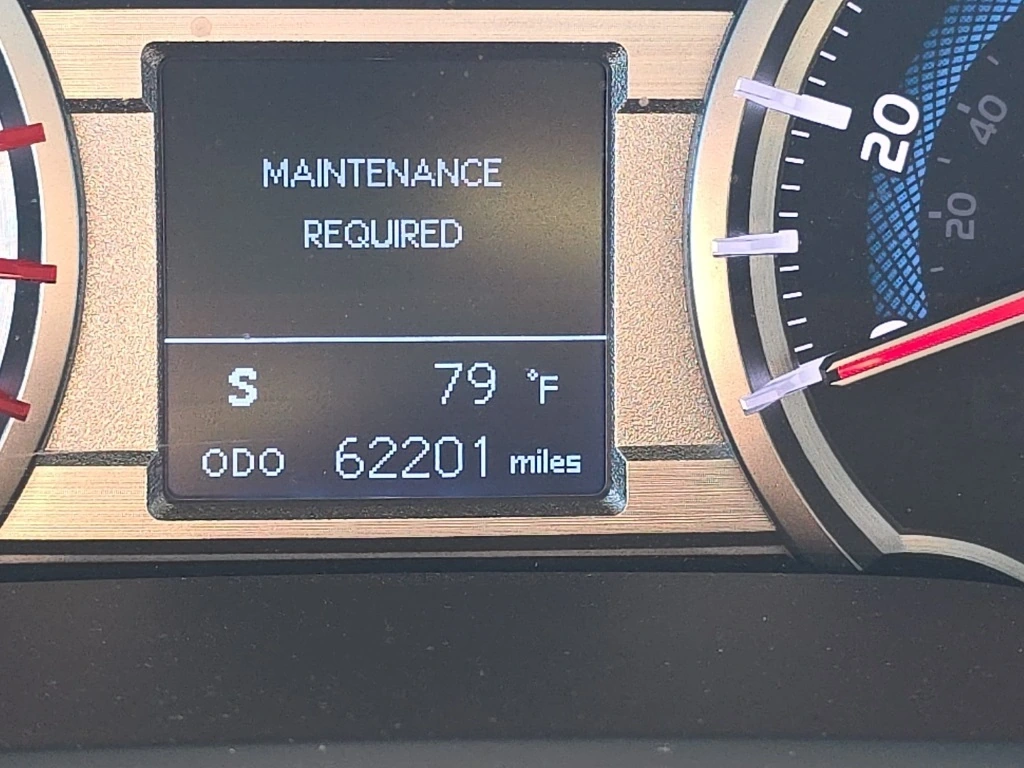 MAINTENANCE
REQUIRED
S 79 °F
ODO 62201 miles
20
40
20